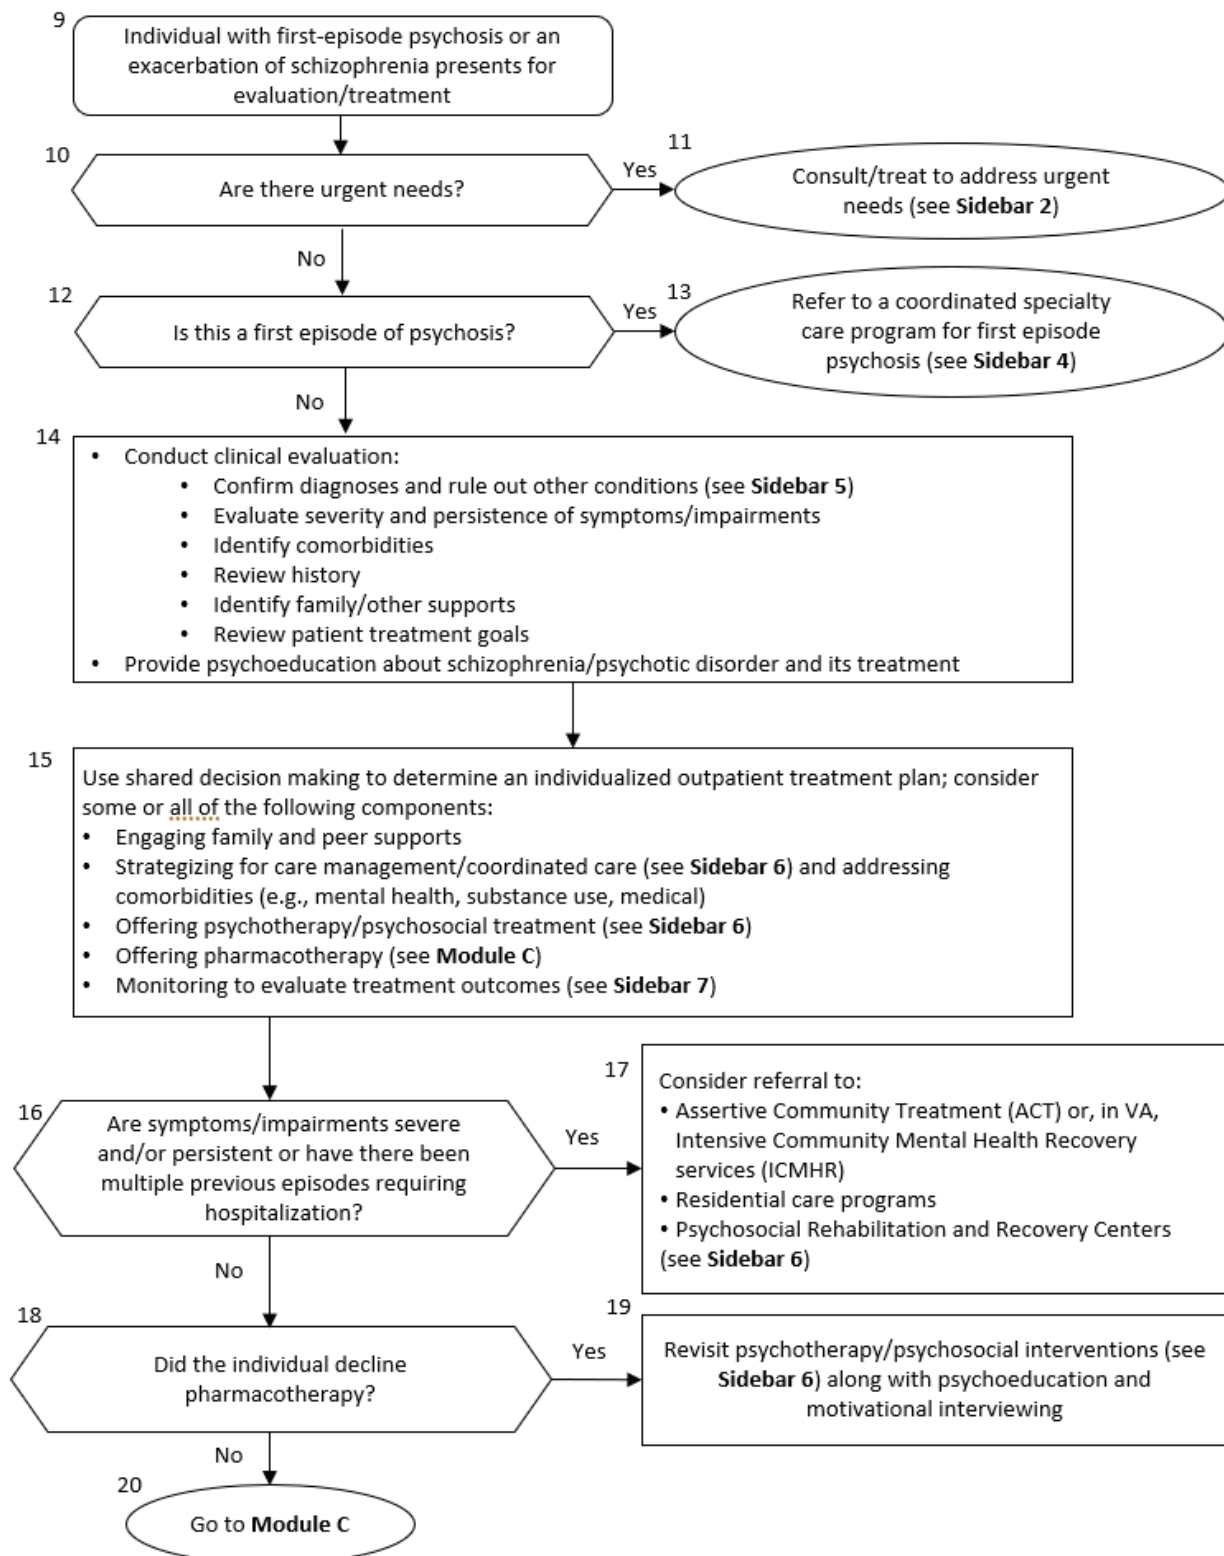 9
Individual with first-episode psychosis or an
exacerbation of schizophrenia presents for
evaluation/treatment
10
Are there urgent needs?
Yes
11
Consult/treat to address urgent
needs (see Sidebar 2)
No
12
Is this a first episode of psychosis?
Yes
13
Refer to a coordinated specialty
care program for first episode
psychosis (see Sidebar 4)
No
14
• Conduct clinical evaluation:
• Confirm diagnoses and rule out other conditions (see Sidebar 5)
• Evaluate severity and persistence of symptoms/impairments
• Identify comorbidities
• Review history
• Identify family/other supports
• Review patient treatment goals
• Provide psychoeducation about schizophrenia/psychotic disorder and its treatment
15
Use shared decision making to determine an individualized outpatient treatment plan; consider
some or all of the following components:
• Engaging family and peer supports
• Strategizing for care management/coordinated care (see Sidebar 6) and addressing
comorbidities (e.g., mental health, substance use, medical)
• Offering psychotherapy/psychosocial treatment (see Sidebar 6)
• Offering pharmacotherapy (see Module C)
• Monitoring to evaluate treatment outcomes (see Sidebar 7)
16
Are symptoms/impairments severe
and/or persistent or have there been
multiple previous episodes requiring
hospitalization?
Yes
17
Consider referral to:
• Assertive Community Treatment (ACT) or, in VA,
Intensive Community Mental Health Recovery
services (ICMHR)
• Residential care programs
• Psychosocial Rehabilitation and Recovery Centers
(see Sidebar 6)
No
18
Did the individual decline
pharmacotherapy?
Yes
19
Revisit psychotherapy/psychosocial interventions (see
Sidebar 6) along with psychoeducation and
motivational interviewing
No
20
Go to Module C